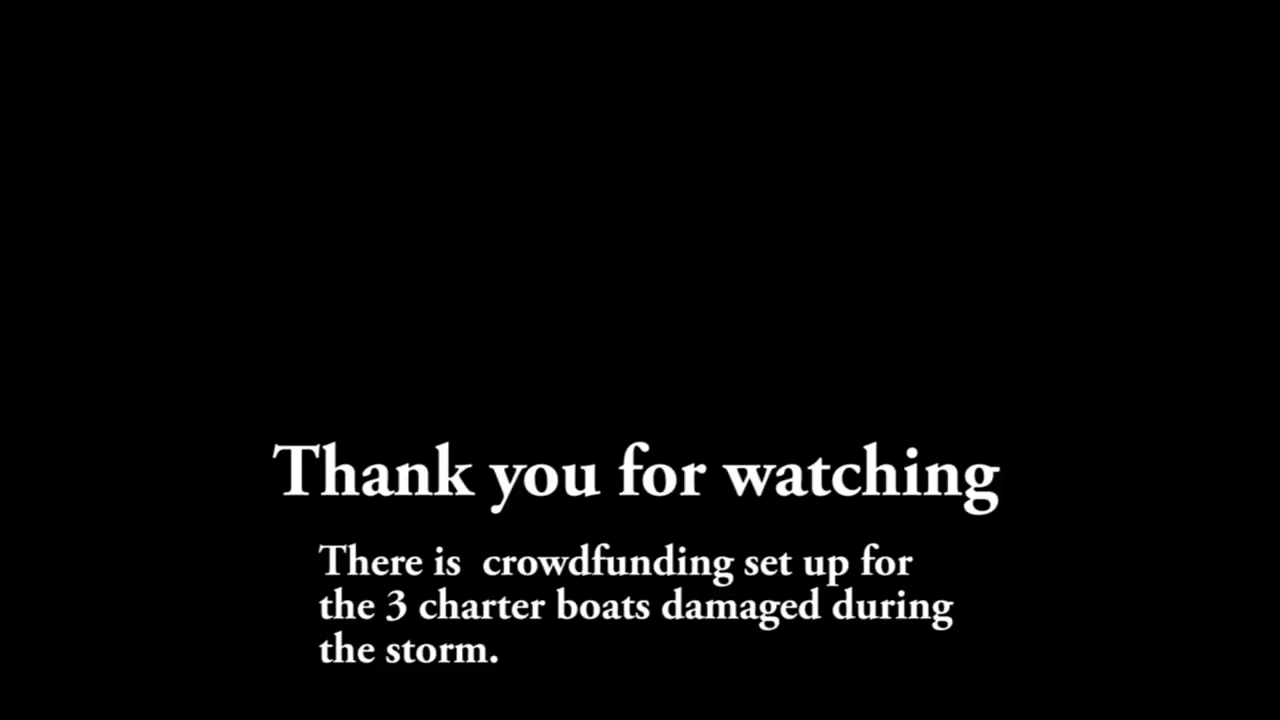 Thank you for watching
There is  crowdfunding set up for
the 3 charter boats damaged during
the storm.